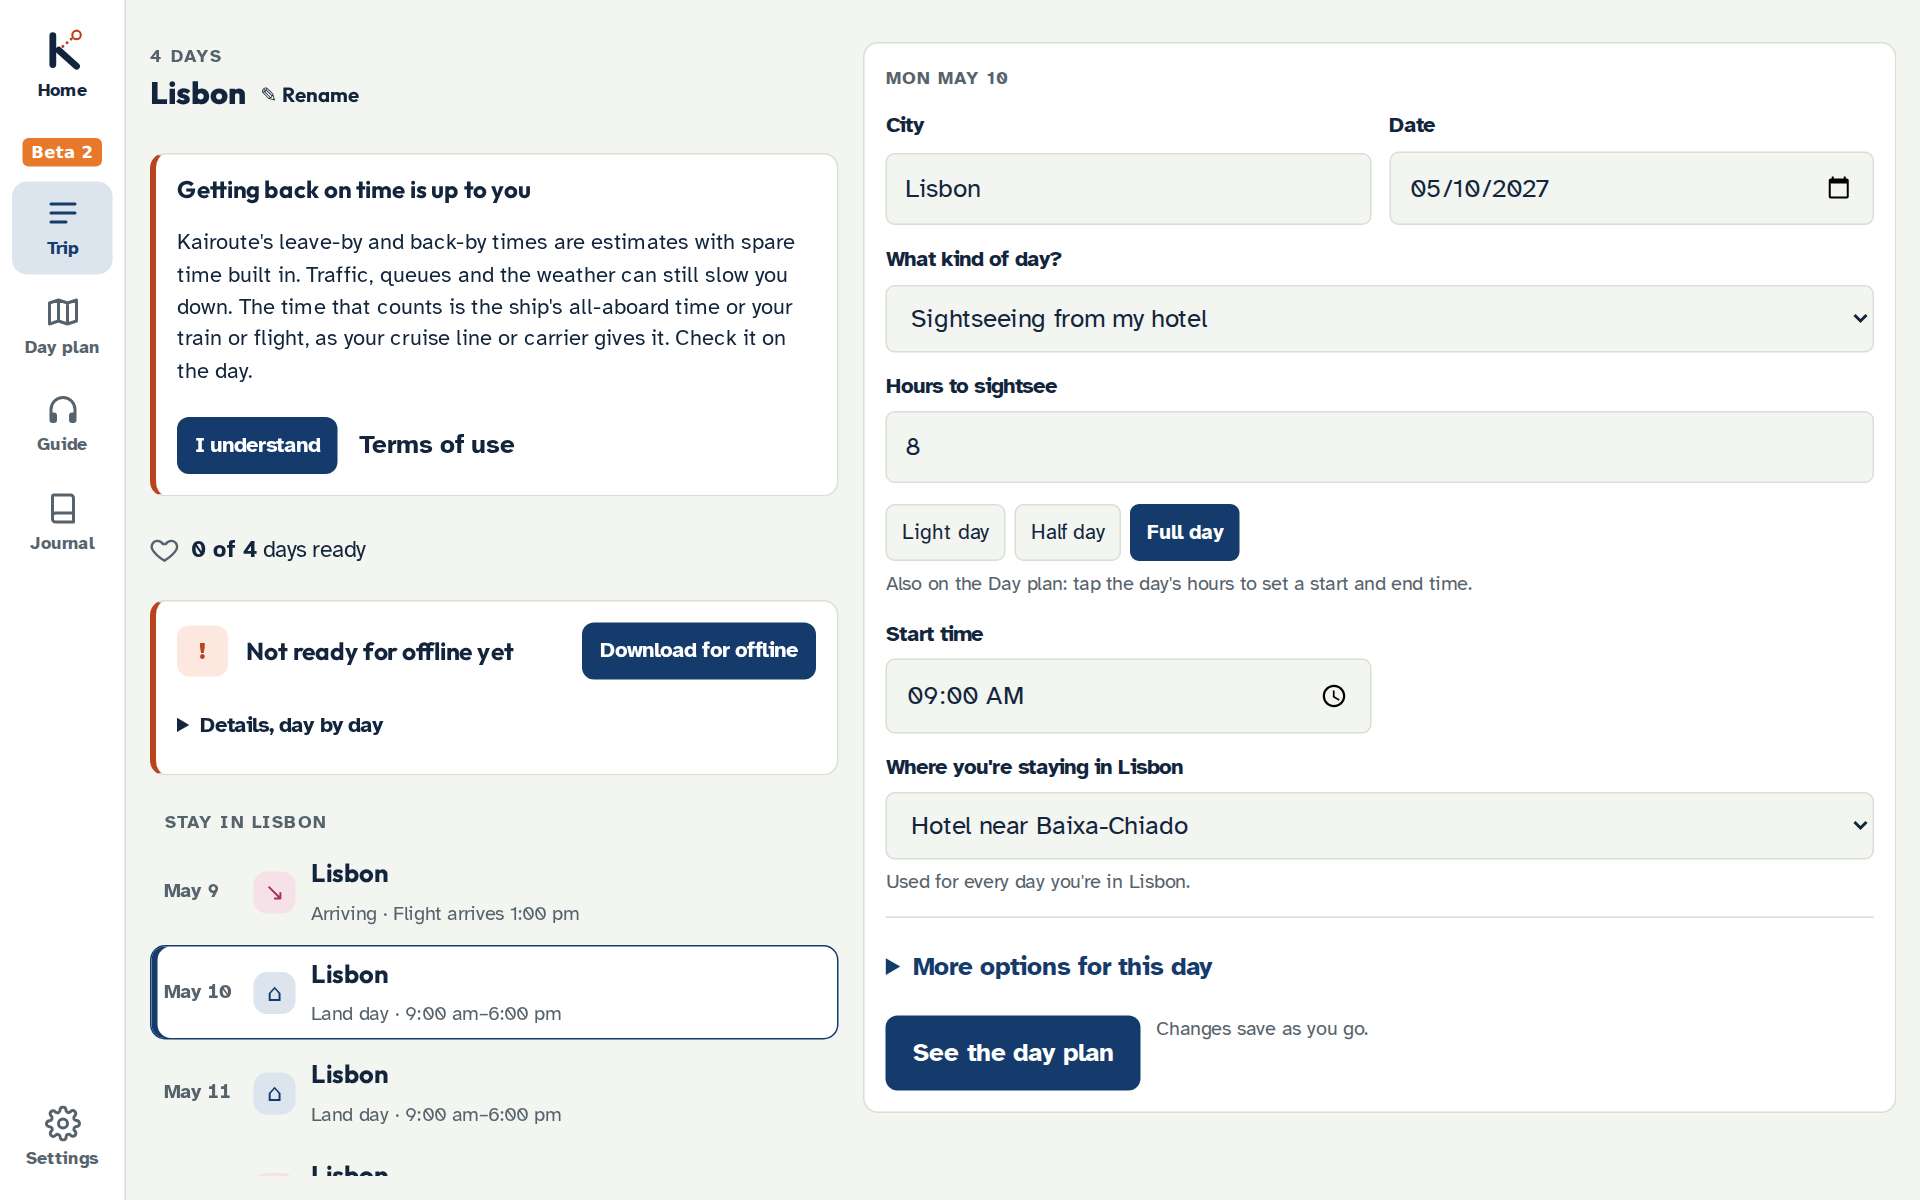 Home
Beta 2
Trip
Day plan
Guide
Journal
Settings
4 DAYS
Lisbon
✎ Rename
Getting back on time is up to you
Kairoute's leave-by and back-by times are estimates with spare
time built in. Traffic, queues and the weather can still slow you
down. The time that counts is the ship's all-aboard time or your
train or flight, as your cruise line or carrier gives it. Check it on
the day.
I understand
Terms of use
0 of 4 days ready
!
Not ready for offline yet
Download for offline
Details, day by day
STAY IN LISBON
May 9
Lisbon
Arriving · Flight arrives 1:00 pm
May 10
Lisbon
Land day · 9:00 am–6:00 pm
May 11
Lisbon
Land day · 9:00 am–6:00 pm
Lisbon
MON MAY 10
City
Date
Lisbon
05/10/2027
What kind of day?
Sightseeing from my hotel
Hours to sightsee
8
Light day
Half day
Full day
Also on the Day plan: tap the day's hours to set a start and end time.
Start time
09:00 AM
Where you're staying in Lisbon
Hotel near Baixa-Chiado
Used for every day you're in Lisbon.
More options for this day
See the day plan
Changes save as you go.